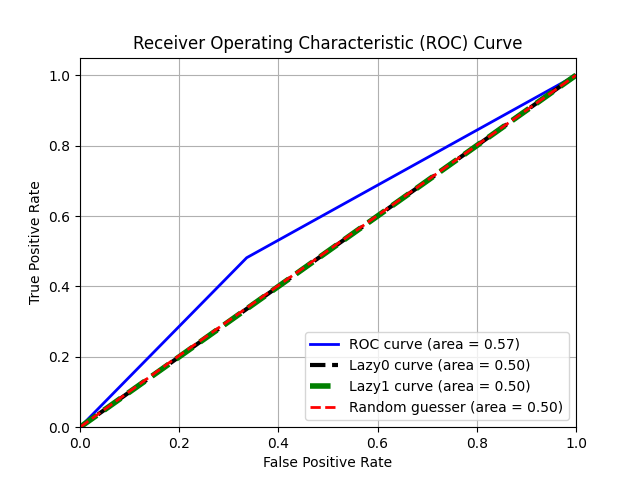 Receiver Operating Characteristic (ROC) Curve
True Positive Rate
1.0
0.8
0.6
0.4
0.2
0.0
0.0 0.2 0.4 0.6 0.8 1.0
False Positive Rate
ROC curve (area = 0.57)
Lazy0 curve (area = 0.50)
Lazy1 curve (area = 0.50)
Random guesser (area = 0.50)